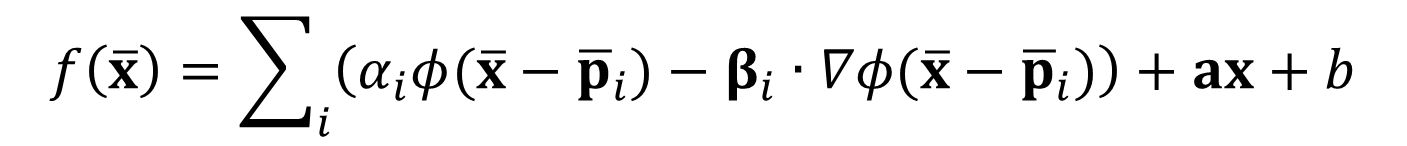 f(x̄) = ∑ᵢ(αᵢϕ(x̄ − p̄ᵢ) − βᵢ · ∇ϕ(x̄ − p̄ᵢ)) + ax + b